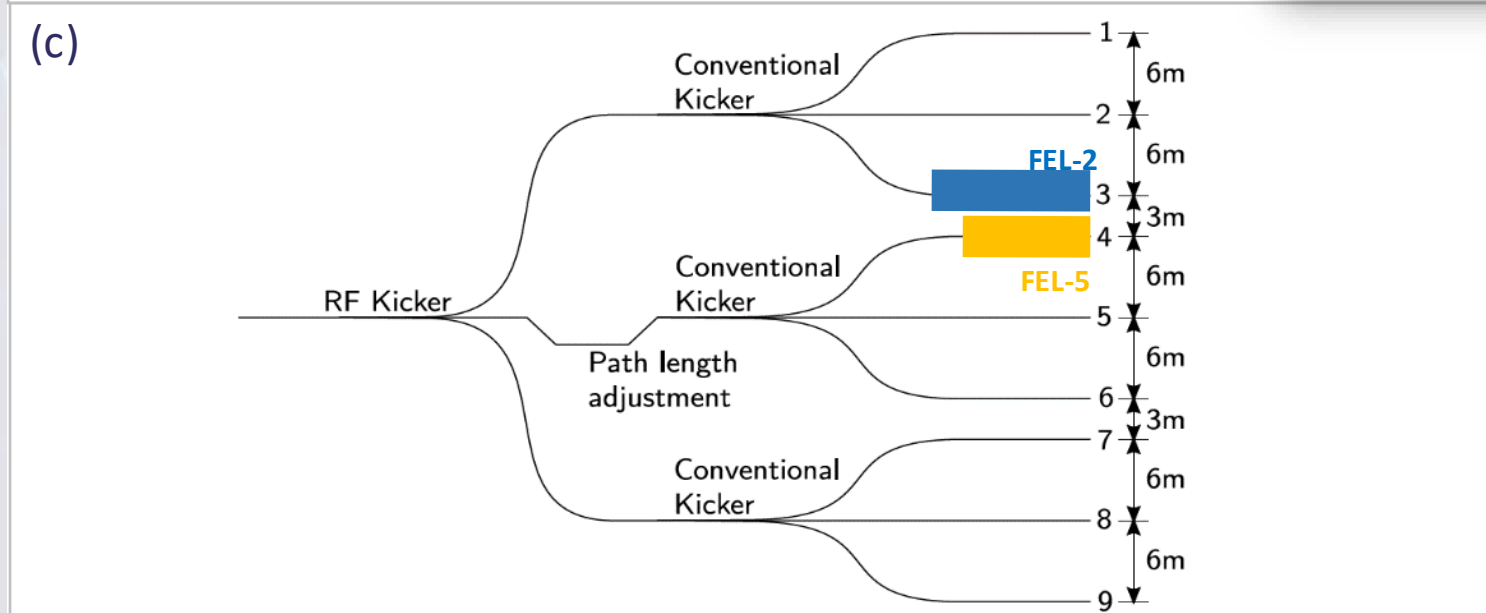 (c)
1
Conventional
Kicker
6m
2
FEL-2
6m
3
3m
4
Conventional
Kicker
FEL-5
6m
RF Kicker
5
Path length
adjustment
6m
6
3m
7
Conventional
Kicker
6m
8
6m
9